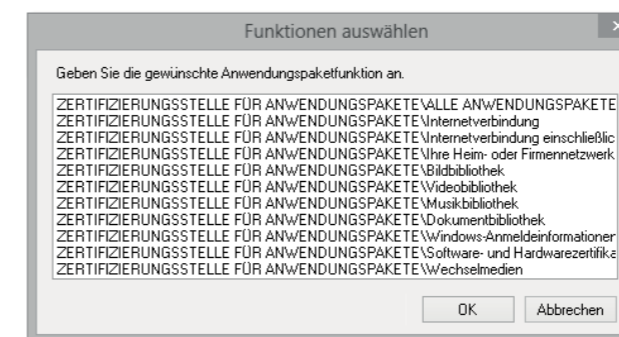 Funktionen auswählen
Geben Sie die gewünschte Anwendungspaketfunktion an.
ZERTIFIZIERUNGSSTELLE FÜR ANWENDUNGSPAKETE\ALLE ANWENDUNGSPAKETE
ZERTIFIZIERUNGSSTELLE FÜR ANWENDUNGSPAKETE\Internetverbindung
ZERTIFIZIERUNGSSTELLE FÜR ANWENDUNGSPAKETE\Internetverbindung einschließlic
ZERTIFIZIERUNGSSTELLE FÜR ANWENDUNGSPAKETE\Ihre Heim- oder Firmennetzwerk
ZERTIFIZIERUNGSSTELLE FÜR ANWENDUNGSPAKETE\Bildbibliothek
ZERTIFIZIERUNGSSTELLE FÜR ANWENDUNGSPAKETE\Videobibliothek
ZERTIFIZIERUNGSSTELLE FÜR ANWENDUNGSPAKETE\Musikbibliothek
ZERTIFIZIERUNGSSTELLE FÜR ANWENDUNGSPAKETE\Dokumentbibliothek
ZERTIFIZIERUNGSSTELLE FÜR ANWENDUNGSPAKETE\Windows-Anmeldeinformationen
ZERTIFIZIERUNGSSTELLE FÜR ANWENDUNGSPAKETE\Software- und Hardwarezertifika
ZERTIFIZIERUNGSSTELLE FÜR ANWENDUNGSPAKETE\Wechselmedien
OK Abbrechen